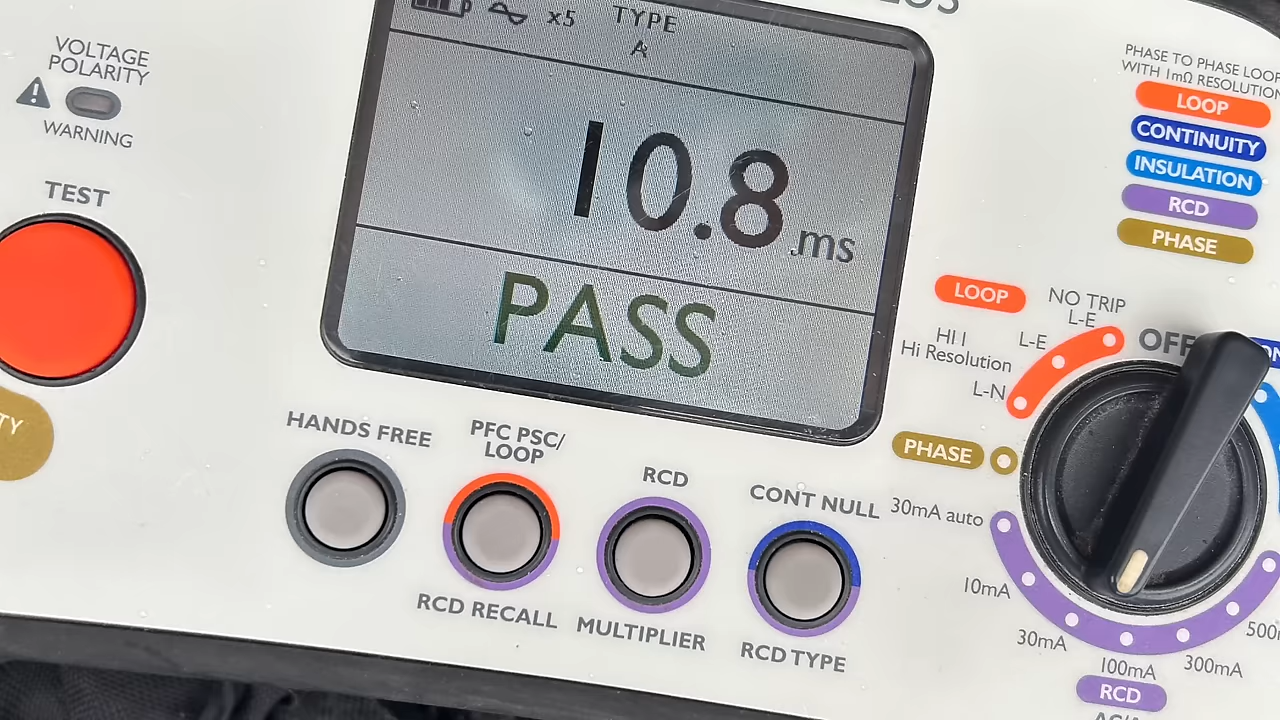 x5 TYPE
A
10.8 ms
PASS
VOLTAGE
POLARITY
WARNING
TEST
HANDS FREE
PFC PSC/
LOOP
RCD
CONT NULL
RCD RECALL
MULTIPLIER
RCD TYPE
PHASE TO PHASE LOOP
WITH 1mΩ RESOLUTION
LOOP
CONTINUITY
INSULATION
RCD
PHASE
LOOP
NO TRIP
L-E
OFF
L-E
HI I
Hi Resolution
L-N
PHASE
30mA auto
10mA
30mA
100mA
300mA
RCD